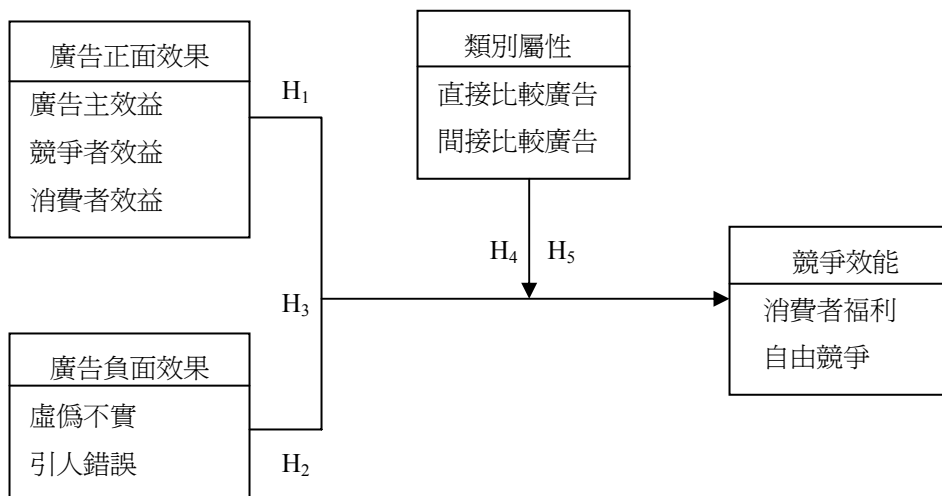 廣告正面效果
廣告主效益
競爭者效益
消費者效益
H₁
類別屬性
直接比較廣告
間接比較廣告
H₄ H₅
H₃
競爭效能
消費者福利
自由競爭
廣告負面效果
虛偽不實
引人錯誤
H₂